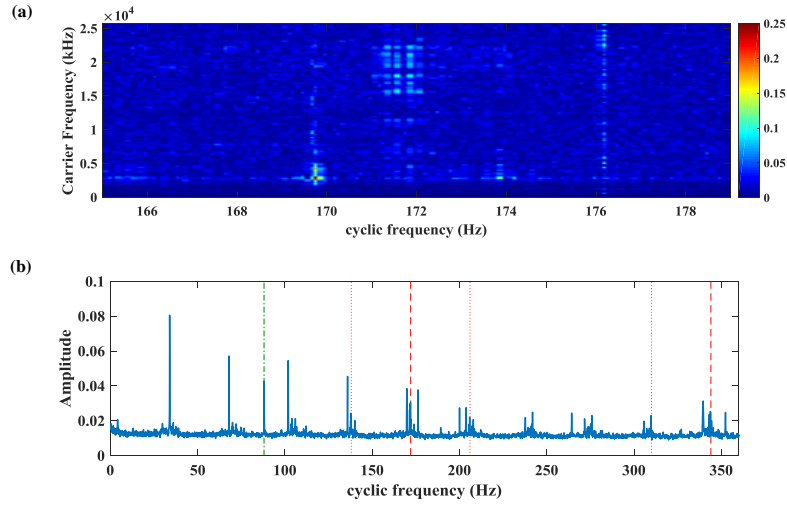 (a)
×10⁴
2.5
2
1.5
1
0.5
0
Carrier Frequency (kHz)
166 168 170 172 174 176 178
cyclic frequency (Hz)
0.25
0.2
0.15
0.1
0.05
0
(b)
0.1
0.08
0.06
0.04
0.02
0
Amplitude
0 50 100 150 200 250 300 350
cyclic frequency (Hz)